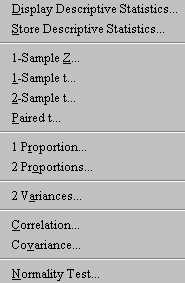 Display Descriptive Statistics...
Store Descriptive Statistics...
1-Sample Z...
1-Sample t...
2-Sample t...
Paired t...
1 Proportion...
2 Proportions...
2 Variances...
Correlation...
Covariance...
Normality Test...